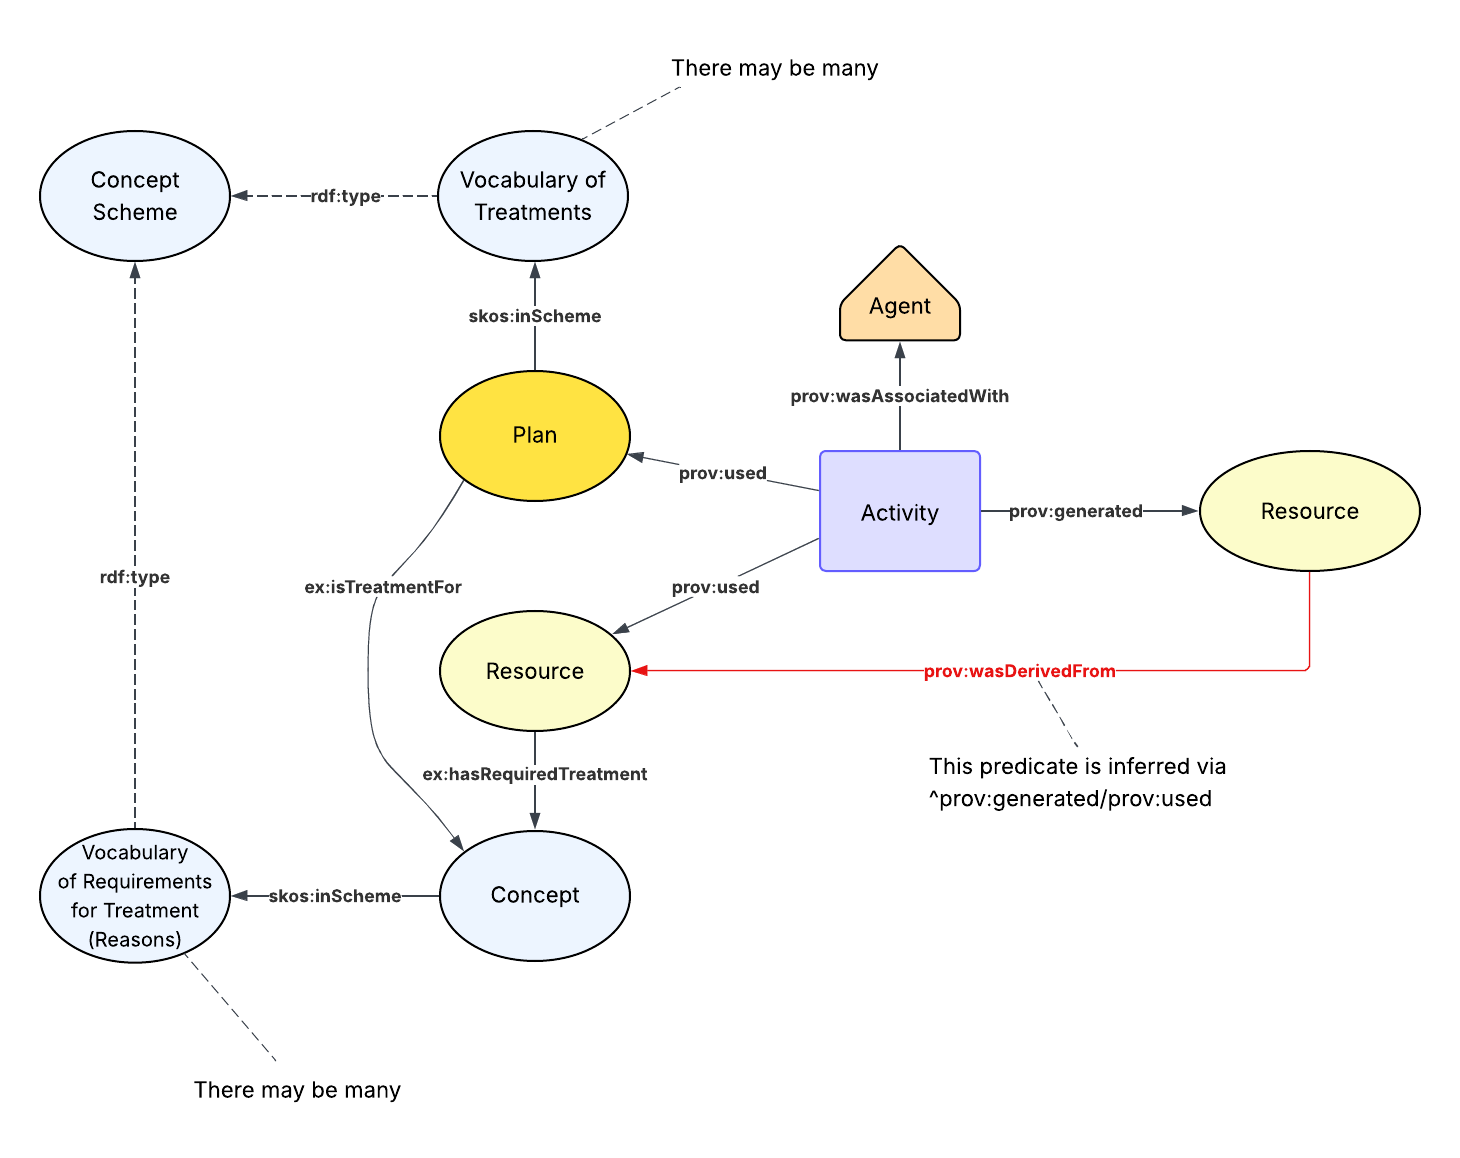 There may be many
Concept
Scheme
rdf:type
Vocabulary of
Treatments
skos:inScheme
Agent
prov:wasAssociatedWith
Plan
prov:used
Activity
prov:generated
Resource
rdf:type
ex:isTreatmentFor
prov:used
Resource
prov:wasDerivedFrom
ex:hasRequiredTreatment
This predicate is inferred via
^prov:generated/prov:used
Vocabulary
of Requirements
for Treatment
(Reasons)
skos:inScheme
Concept
There may be many